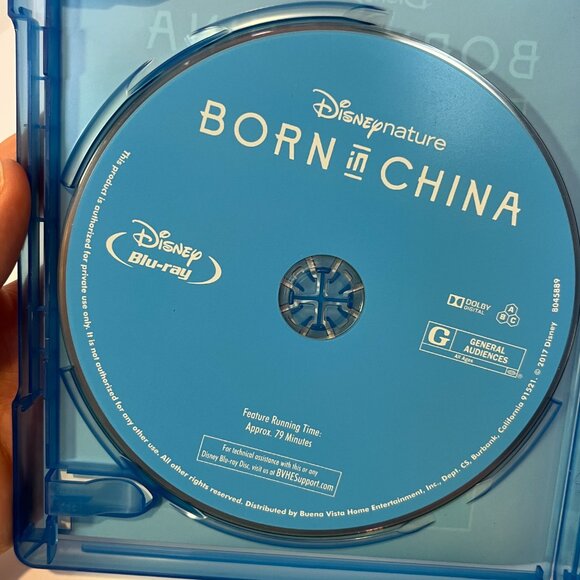 Disneynature
BORN in CHINA
Disney
Blu-ray
DOLBY
DIGITAL
A
B C
8045889
G
GENERAL
AUDIENCES
All Ages
Feature Running Time:
Approx. 79 Minutes
For technical assistance with this or any
Disney Blu-ray Disc, visit us at BVHESupport.com
This product is authorized for private use only. It is not authorized for any other use. All other rights reserved. Distributed by Buena Vista Home Entertainment, Inc., Dept. CS, Burbank, California 91521. © 2017 Disney